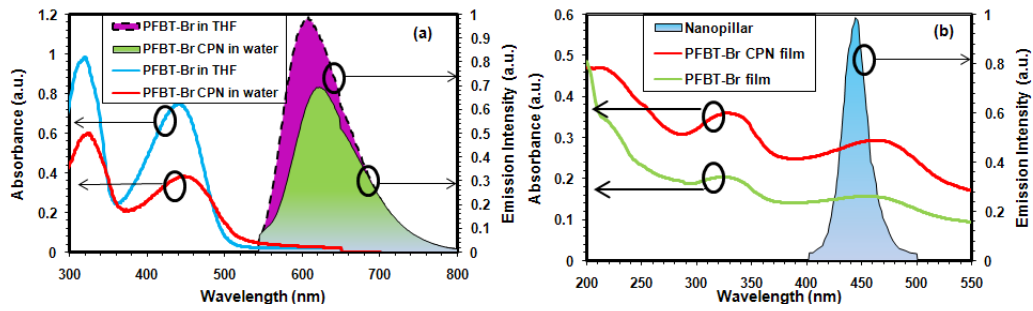 (a)
PFBT-Br in THF
PFBT-Br CPN in water
PFBT-Br in THF
PFBT-Br CPN in water
Absorbance (a.u.)
1.2
1
0.8
0.6
0.4
0.2
0
300 400 500 600 700 800
Wavelength (nm)
1
0.9
0.8
0.7
0.6
0.5
0.4
0.3
0.2
0.1
0
Emission Intensity (a.u.)
(b)
Nanopillar
PFBT-Br CPN film
PFBT-Br film
Absorbance (a.u.)
0.6
0.5
0.4
0.3
0.2
0.1
0
200 250 300 350 400 450 500 550
Wavelength (nm)
1
0.8
0.6
0.4
0.2
0
Emission Intensity (a.u.)